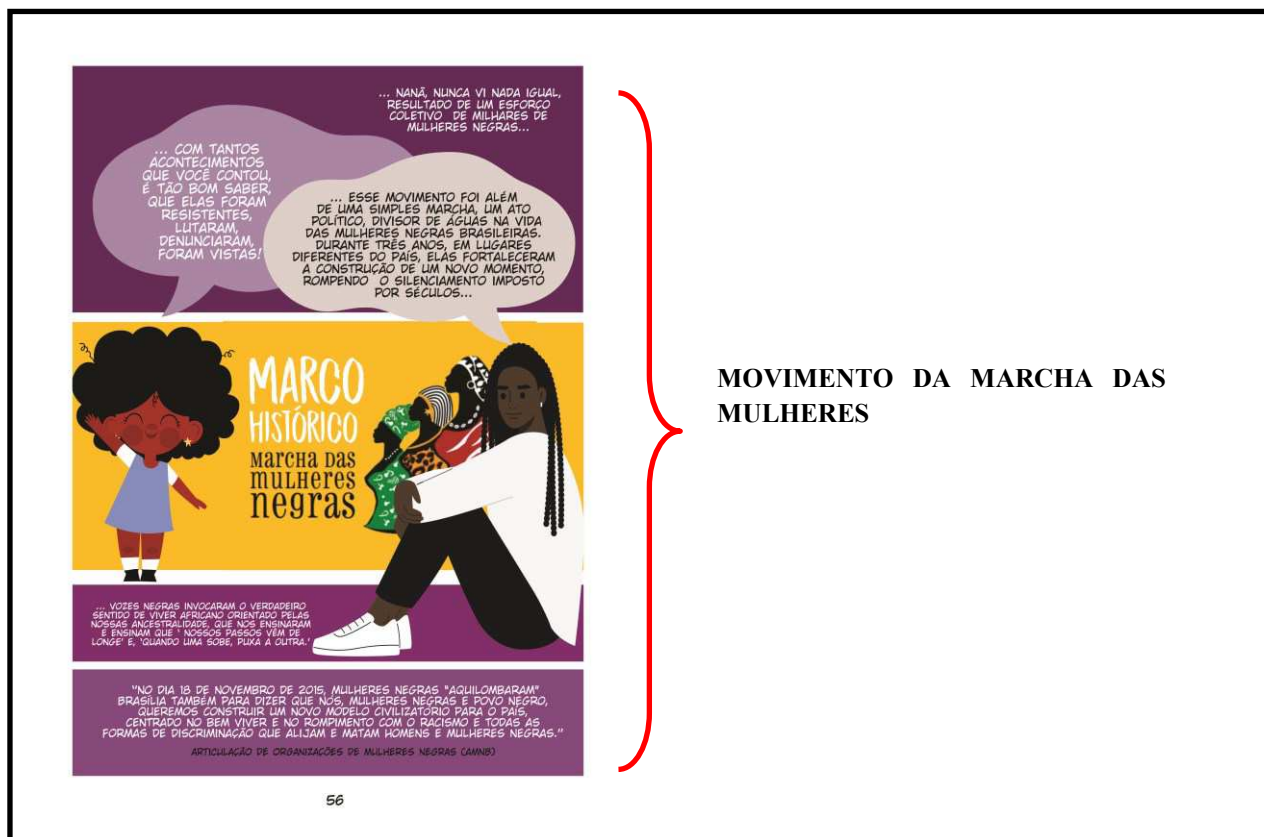 ... NANÃ, NUNCA VI NADA IGUAL,
RESULTADO DE UM ESFORÇO
COLETIVO DE MILHARES DE
MULHERES NEGRAS...
... COM TANTOS
ACONTECIMENTOS
QUE VOCÊ CONTOU,
É TÃO BOM SABER,
QUE ELAS FORAM
RESISTENTES,
LUTARAM,
DENUNCIARAM,
FORAM VISTAS!
... ESSE MOVIMENTO FOI ALÉM
DE UMA SIMPLES MARCHA, UM ATO
POLÍTICO, DIVISOR DE ÁGUAS NA VIDA
DAS MULHERES NEGRAS BRASILEIRAS.
DURANTE TRÊS ANOS, EM LUGARES
DIFERENTES DO PAÍS, ELAS FORTALECERAM
A CONSTRUÇÃO DE UM NOVO MOMENTO,
ROMPENDO O SILENCIAMENTO IMPOSTO
POR SÉCULOS...
MARCO
HISTÓRICO
MARCHA DAS
MULHERES
negras
... VOZES NEGRAS INVOCARAM O VERDADEIRO
SENTIDO DE VIVER AFRICANO ORIENTADO PELAS
NOSSAS ANCESTRALIDADE, QUE NOS ENSINARAM
E ENSINAM QUE ' NOSSOS PASSOS VÊM DE
LONGE' E, 'QUANDO UMA SOBE, PUXA A OUTRA.'
"NO DIA 18 DE NOVEMBRO DE 2015, MULHERES NEGRAS "AQUILOMBARAM"
BRASÍLIA TAMBÉM PARA DIZER QUE NÓS, MULHERES NEGRAS E POVO NEGRO,
QUEREMOS CONSTRUIR UM NOVO MODELO CIVILIZATÓRIO PARA O PAÍS,
CENTRADO NO BEM VIVER E NO ROMPIMENTO COM O RACISMO E TODAS AS
FORMAS DE DISCRIMINAÇÃO QUE ALIJAM E MATAM HOMENS E MULHERES NEGRAS."
ARTICULAÇÃO DE ORGANIZAÇÕES DE MULHERES NEGRAS (AMNB)
56
MOVIMENTO DA MARCHA DAS
MULHERES